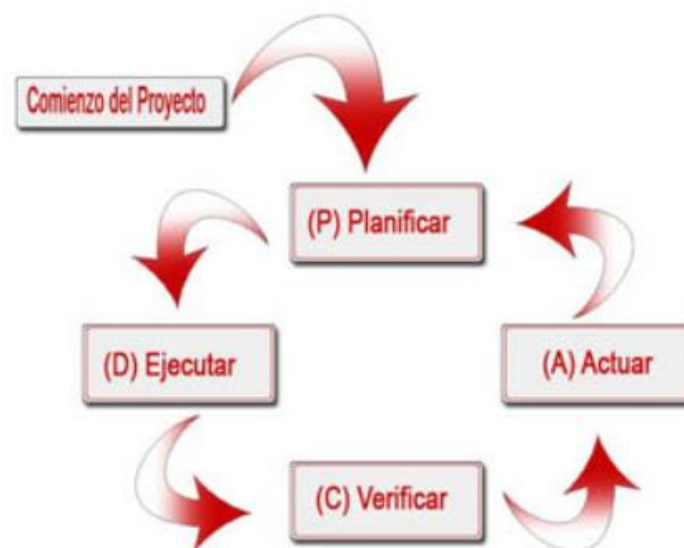 Comienzo del Proyecto
(P) Planificar
(D) Ejecutar
(A) Actuar
(C) Verificar